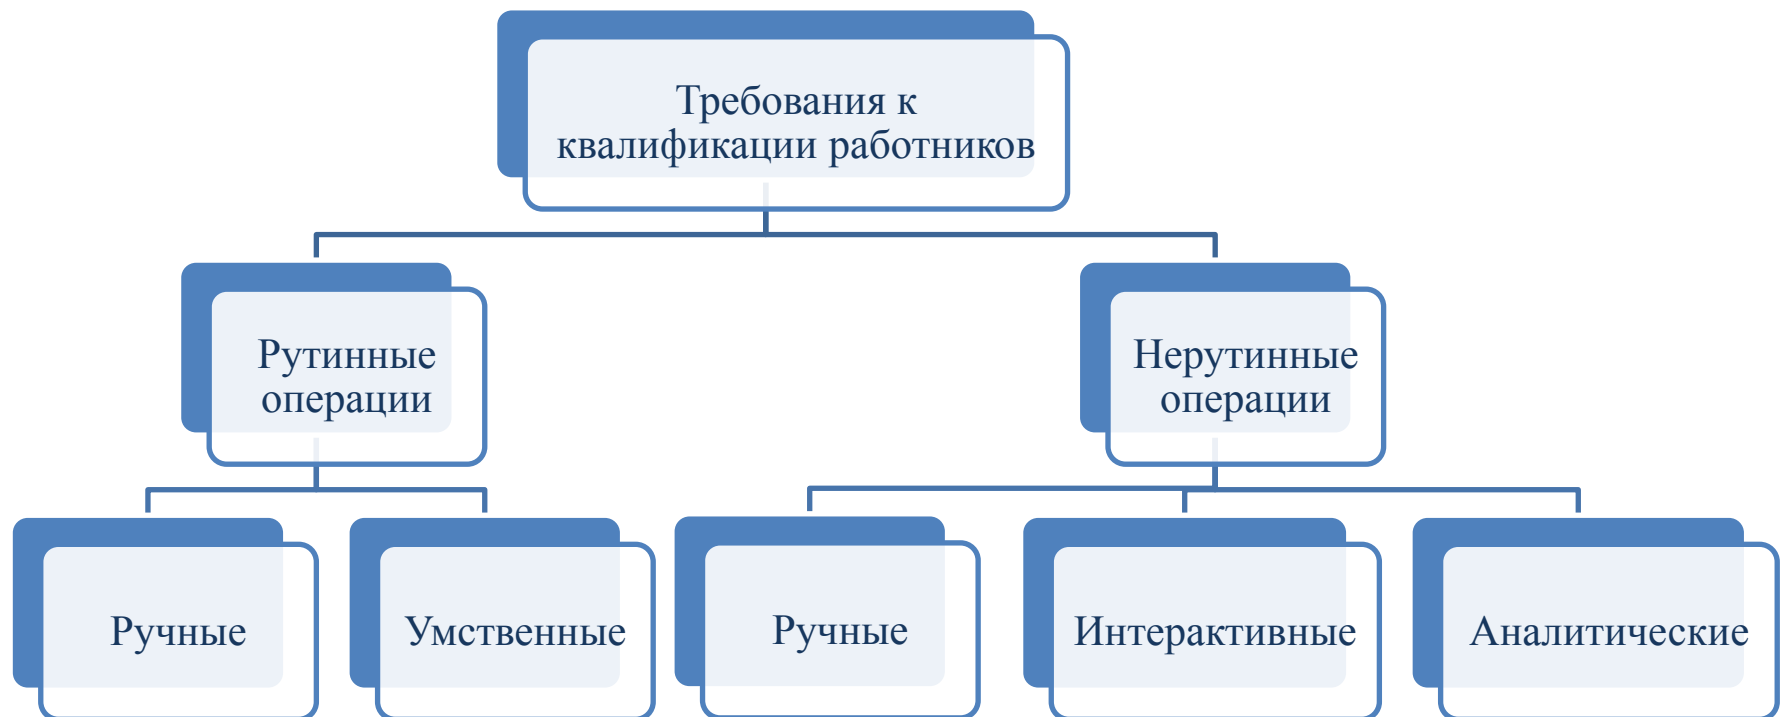 Требования к
квалификации работников
Рутинные
операции
Нерутинные
операции
Ручные
Умственные
Ручные
Интерактивные
Аналитические